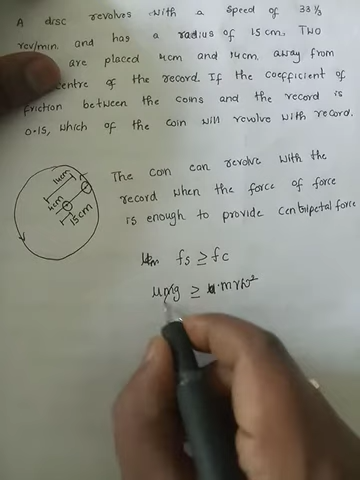 A disc revolves with a speed of 33 1/3
rev/min. and has a radius of 15 cm. Two
are placed 4cm and 14cm. away from
centre of the record. If the coefficient of
friction between the coins and the record is
0.15, which of the coin will revolve with record.
14cm
4cm
15cm
The coin can revolve with the
record when the force of force
is enough to provide centripetal force
fs ≥ fc
μmg ≥ mrω²